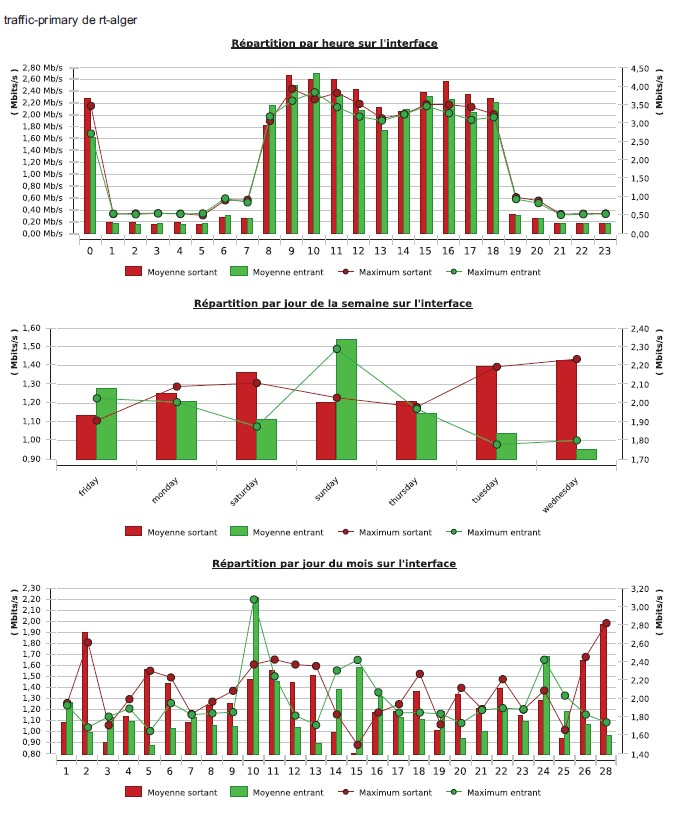 traffic-primary de rt-alger
Répartition par heure sur l'interface
( Mbits/s )
2,80 Mb/s
2,60 Mb/s
2,40 Mb/s
2,20 Mb/s
2,00 Mb/s
1,80 Mb/s
1,60 Mb/s
1,40 Mb/s
1,20 Mb/s
1,00 Mb/s
0,80 Mb/s
0,60 Mb/s
0,40 Mb/s
0,20 Mb/s
0,00 Mb/s
4,50
4,00
3,50
3,00
2,50
2,00
1,50
1,00
0,50
0,00
( Mbits/s )
0 1 2 3 4 5 6 7 8 9 10 11 12 13 14 15 16 17 18 19 20 21 22 23
Moyenne sortant Moyenne entrant Maximum sortant Maximum entrant
Répartition par jour de la semaine sur l'interface
( Mbits/s )
1,60
1,50
1,40
1,30
1,20
1,10
1,00
0,90
2,40
2,30
2,20
2,10
2,00
1,90
1,80
1,70
( Mbits/s )
friday monday saturday sunday thursday tuesday wednesday
Moyenne sortant Moyenne entrant Maximum sortant Maximum entrant
Répartition par jour du mois sur l'interface
( Mbits/s )
2,30
2,20
2,10
2,00
1,90
1,80
1,70
1,60
1,50
1,40
1,30
1,20
1,10
1,00
0,90
0,80
3,20
3,00
2,80
2,60
2,40
2,20
2,00
1,80
1,60
1,40
( Mbits/s )
1 2 3 4 5 6 7 8 9 10 11 12 13 14 15 16 17 18 19 20 21 22 23 24 25 26 28
Moyenne sortant Moyenne entrant Maximum sortant Maximum entrant